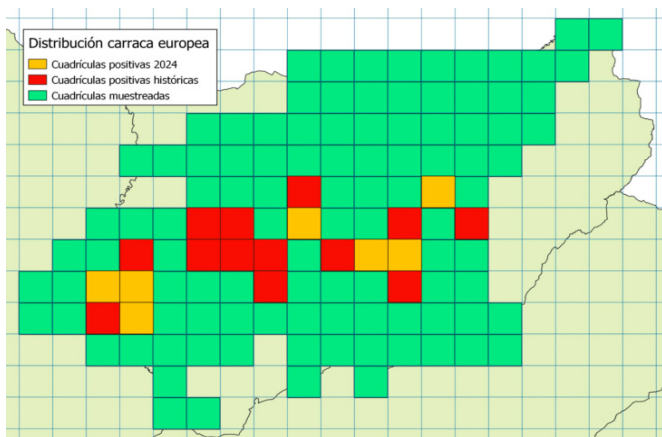 Distribución carraca europea
Cuadrículas positivas 2024
Cuadrículas positivas históricas
Cuadrículas muestreadas